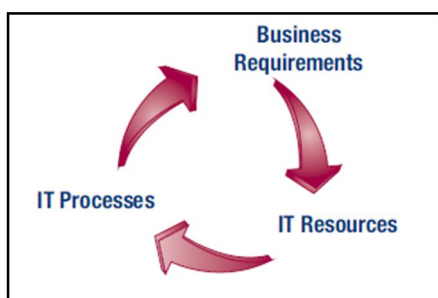 Business
Requirements
IT Processes
IT Resources